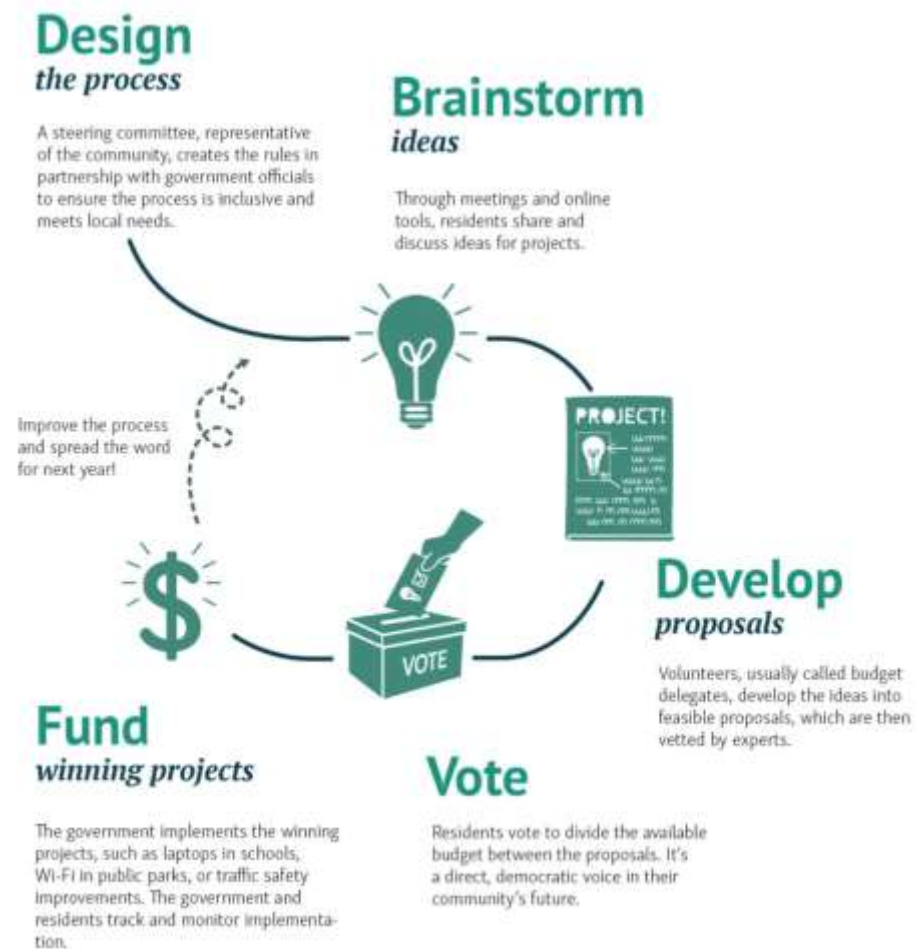 Design
the process
A steering committee, representative
of the community, creates the rules in
partnership with government officials
to ensure the process is inclusive and
meets local needs.
Brainstorm
ideas
Through meetings and online
tools, residents share and
discuss ideas for projects.
PROJECT!
Improve the process
and spread the word
for next year!
VOTE
Develop
proposals
Volunteers, usually called budget
delegates, develop the ideas into
feasible proposals, which are then
vetted by experts.
Fund
winning projects
The government implements the winning
projects, such as laptops in schools,
Wi-Fi in public parks, or traffic safety
improvements. The government and
residents track and monitor implementa-
tion.
Vote
Residents vote to divide the available
budget between the proposals. It's
a direct, democratic voice in their
community's future.